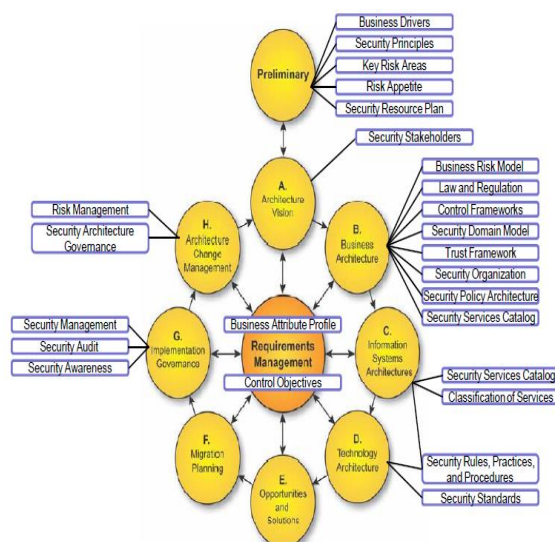 Business Drivers
Security Principles
Key Risk Areas
Risk Appetite
Security Resource Plan
Preliminary
Security Stakeholders
A.
Architecture
Vision
Business Risk Model
Law and Regulation
Control Frameworks
Security Domain Model
Trust Framework
Security Organization
Security Policy Architecture
Security Services Catalog
Risk Management
Security Architecture
Governance
H.
Architecture
Change
Management
B.
Business
Architecture
Security Management
Security Audit
Security Awareness
G.
Implementation
Governance
Business Attribute Profile
Requirements
Management
Control Objectives
C.
Information
Systems
Architectures
Security Services Catalog
Classification of Services
Security Rules, Practices,
and Procedures
Security Standards
F.
Migration
Planning
D.
Technology
Architecture
E.
Opportunities
and
Solutions